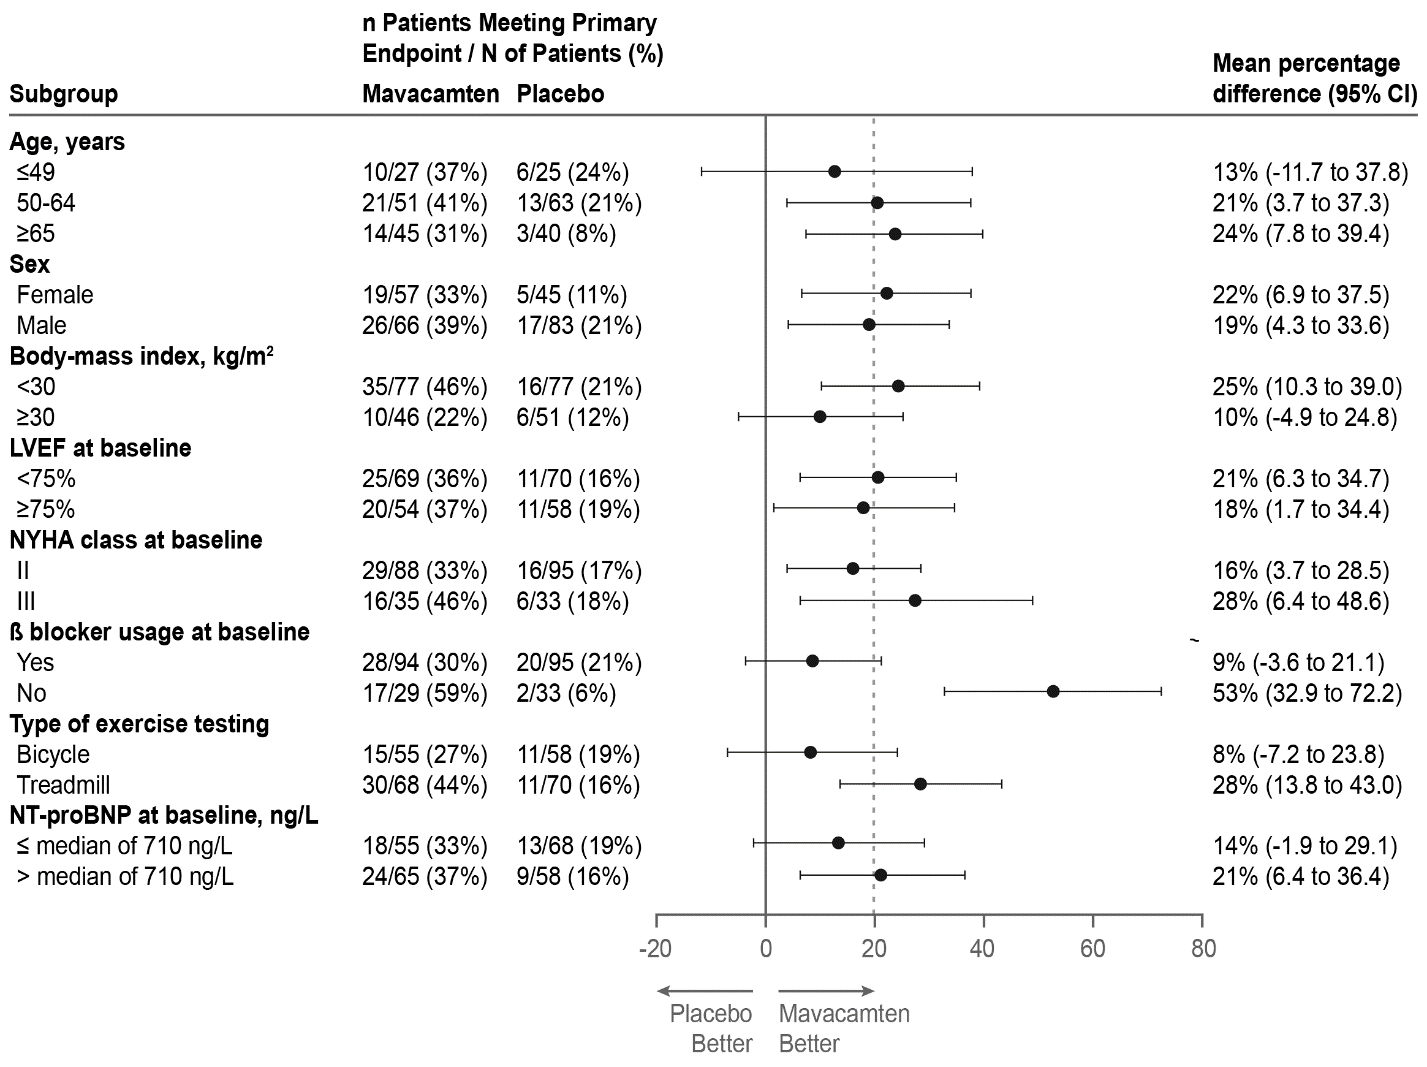 n Patients Meeting Primary
Endpoint / N of Patients (%)
Mean percentage
difference (95% CI)
Subgroup Mavacamten Placebo
Age, years
≤49 10/27 (37%) 6/25 (24%) 13% (-11.7 to 37.8)
50-64 21/51 (41%) 13/63 (21%) 21% (3.7 to 37.3)
≥65 14/45 (31%) 3/40 (8%) 24% (7.8 to 39.4)
Sex
Female 19/57 (33%) 5/45 (11%) 22% (6.9 to 37.5)
Male 26/66 (39%) 17/83 (21%) 19% (4.3 to 33.6)
Body-mass index, kg/m²
<30 35/77 (46%) 16/77 (21%) 25% (10.3 to 39.0)
≥30 10/46 (22%) 6/51 (12%) 10% (-4.9 to 24.8)
LVEF at baseline
<75% 25/69 (36%) 11/70 (16%) 21% (6.3 to 34.7)
≥75% 20/54 (37%) 11/58 (19%) 18% (1.7 to 34.4)
NYHA class at baseline
II 29/88 (33%) 16/95 (17%) 16% (3.7 to 28.5)
III 16/35 (46%) 6/33 (18%) 28% (6.4 to 48.6)
ß blocker usage at baseline ~
Yes 28/94 (30%) 20/95 (21%) 9% (-3.6 to 21.1)
No 17/29 (59%) 2/33 (6%) 53% (32.9 to 72.2)
Type of exercise testing
Bicycle 15/55 (27%) 11/58 (19%) 8% (-7.2 to 23.8)
Treadmill 30/68 (44%) 11/70 (16%) 28% (13.8 to 43.0)
NT-proBNP at baseline, ng/L
≤ median of 710 ng/L 18/55 (33%) 13/68 (19%) 14% (-1.9 to 29.1)
> median of 710 ng/L 24/65 (37%) 9/58 (16%) 21% (6.4 to 36.4)
-20 0 20 40 60 80
Placebo
Better
Mavacamten
Better